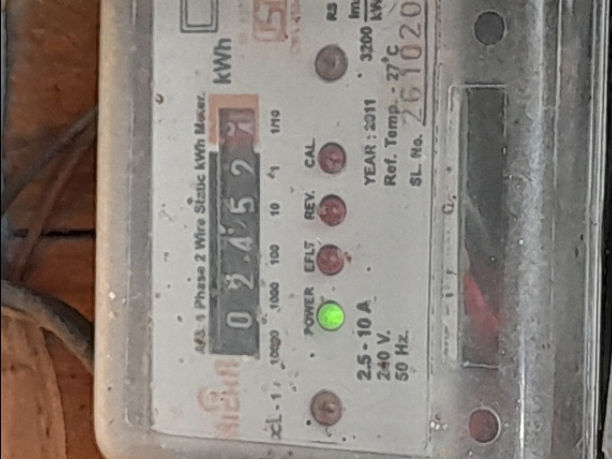 1 Phase 2 Wire Static kWh Meter.
kWh
0 2 4 5 2
10000 1000 100 10 1 1/10
POWER EFLT REV. CAL
RS
2.5 - 10 A
240 V.
50 Hz.
3200
YEAR : 2011
Ref. Temp. - 27°C
SL. No. 261020